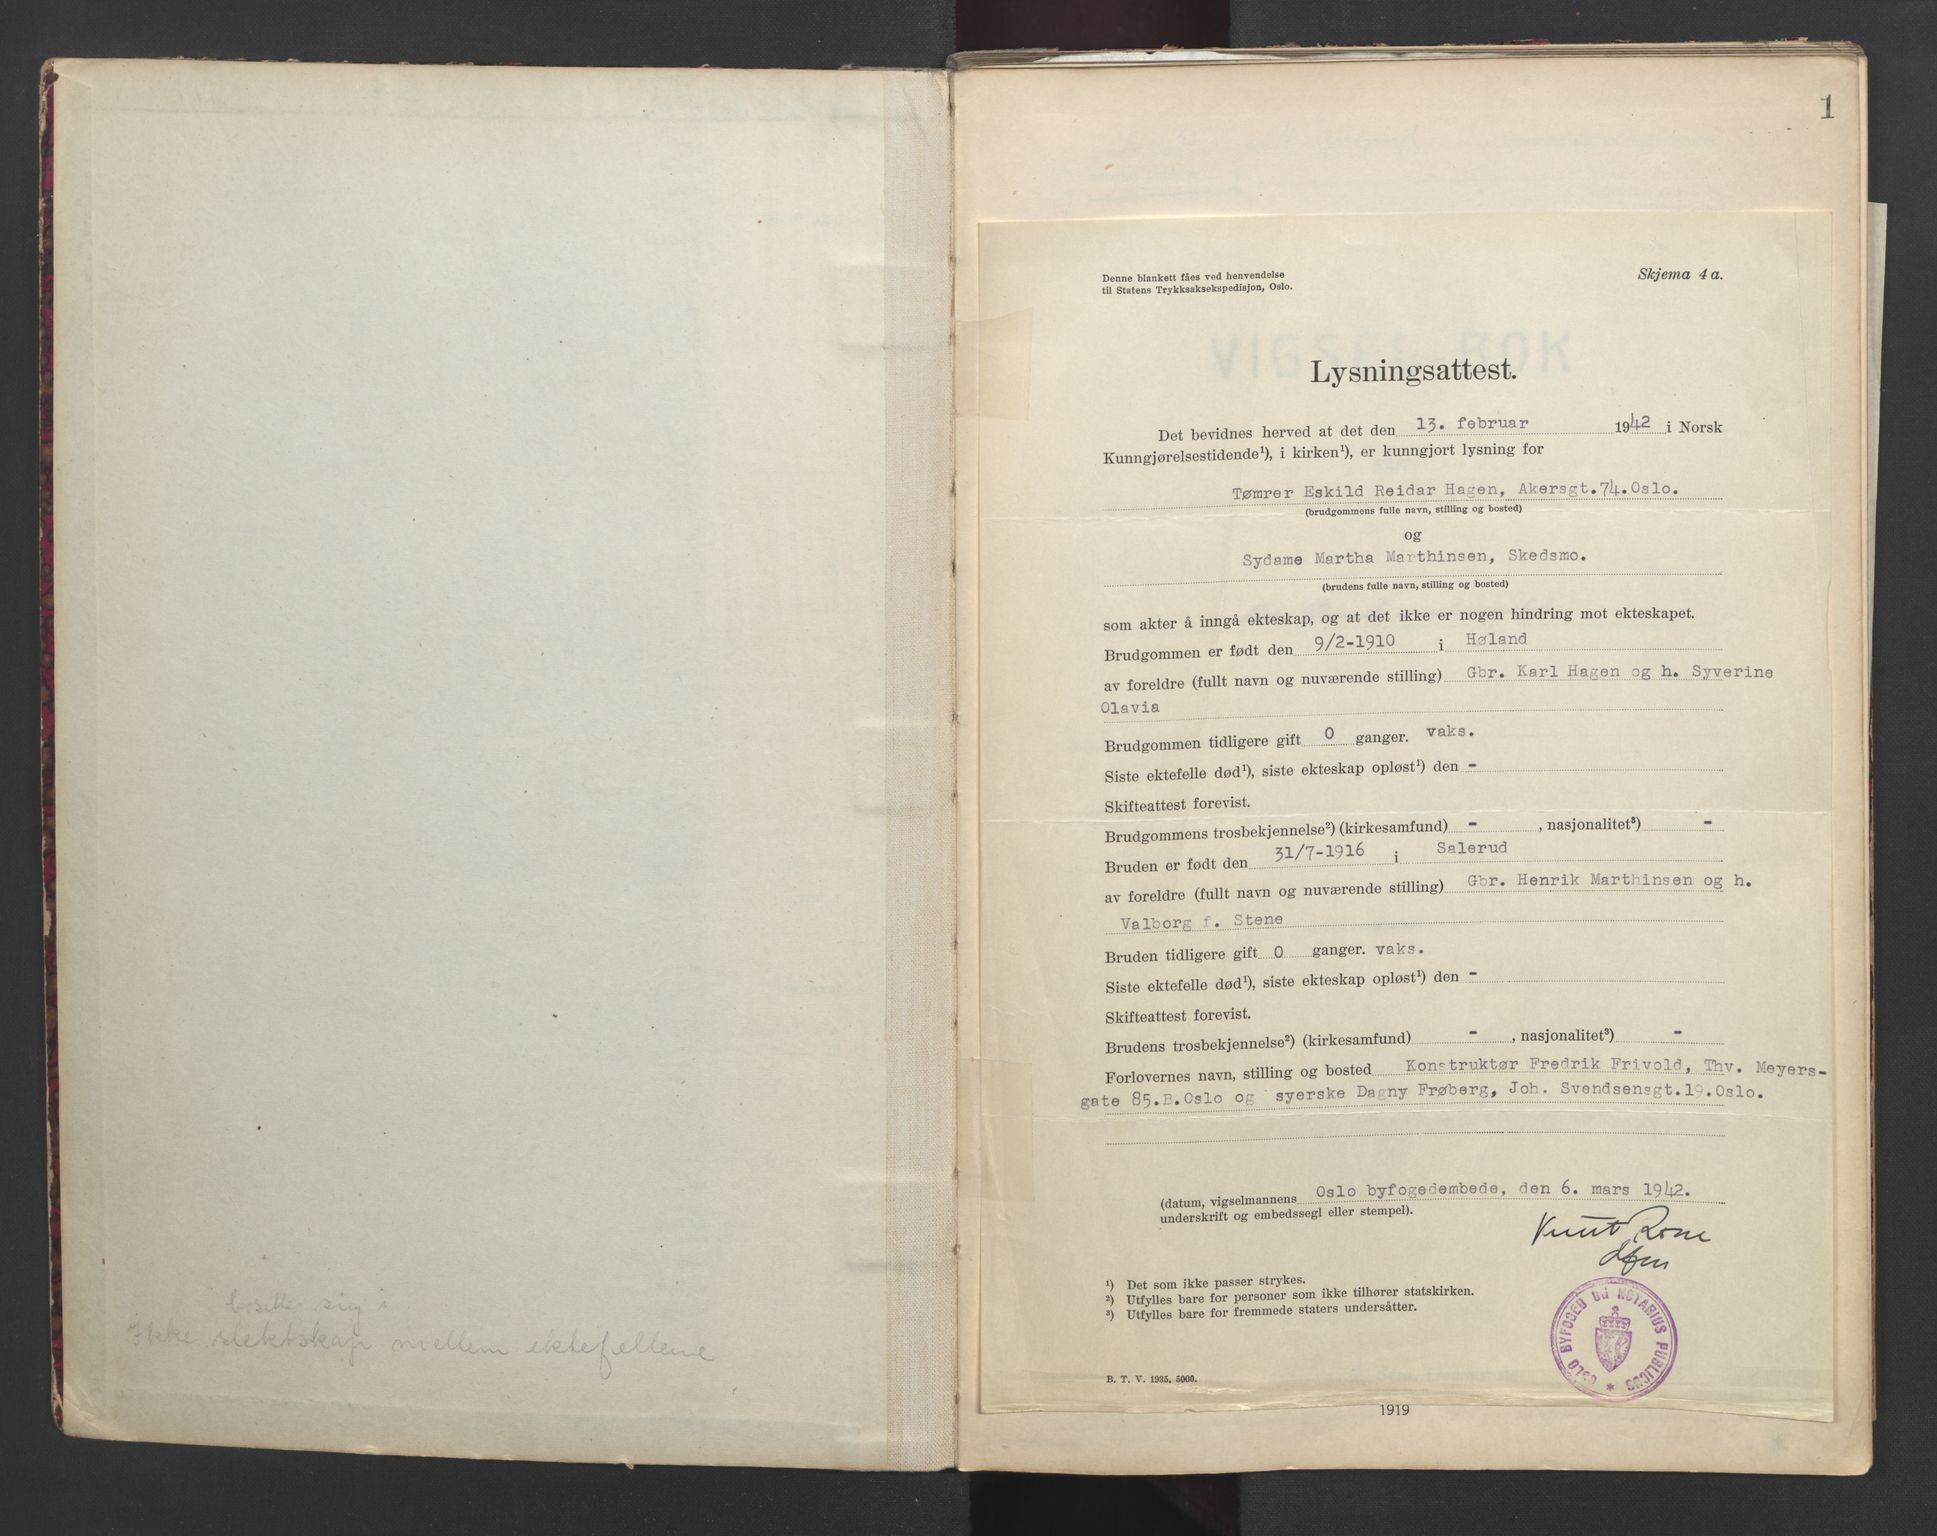 bosette sig i
Ikke slektskap mellem ektefellene
1
Denne blankett fåes ved henvendelse
til Statens Trykksaksekspedisjon, Oslo.
Skjema 4 a.
VIGSEL-BOK
Lysningsattest.
Det bevidnes herved at det den 13. februar 1942 i Norsk
Kunngjørelsestidende¹), i kirken¹), er kunngjort lysning for
Tømrer Eskild Reidar Hagen, Akersgt.74.Oslo.
(brudgommens fulle navn, stilling og bosted)
og
Sydame Martha Marthinsen, Skedsmo.
(brudens fulle navn, stilling og bosted)
som akter å inngå ekteskap, og at det ikke er nogen hindring mot ekteskapet.
Brudgommen er født den 9/2-1910 i Høland
av foreldre (fullt navn og nuværende stilling) Gbr. Karl Hagen og h. Syverine
Olavia
Brudgommen tidligere gift 0 ganger. vaks.
Siste ektefelle død¹), siste ekteskap opløst¹) den -
Skifteattest forevist.
Brudgommens trosbekjennelse²) (kirkesamfund) - , nasjonalitet³) -
Bruden er født den 31/7-1916 i Salerud
av foreldre (fullt navn og nuværende stilling) Gbr. Henrik Marthinsen og h.
Valborg f. Stene
Bruden tidligere gift 0 ganger. vaks.
Siste ektefelle død¹), siste ekteskap opløst¹) den -
Skifteattest forevist.
Brudens trosbekjennelse²) (kirkesamfund) - , nasjonalitet³) -
Forlovernes navn, stilling og bosted Konstruktør Fredrik Frivold, Thv. Meyers-
gate 85.B.Oslo og syerske Dagny Frøberg, Joh. Svendsensgt.19.Oslo.
(datum, vigselmannens Oslo byfogedembede, den 6. mars 1942.
underskrift og embedssegl eller stempel).
Knut Rom
¹) Det som ikke passer strykes.
²) Utfylles bare for personer som ikke tilhører statskirken.
³) Utfylles bare for fremmede staters undersåtter.
OSLO BYFOGED OG NOTARIUS PUBLICUS *
B. T. V. 1935. 5000.
1919